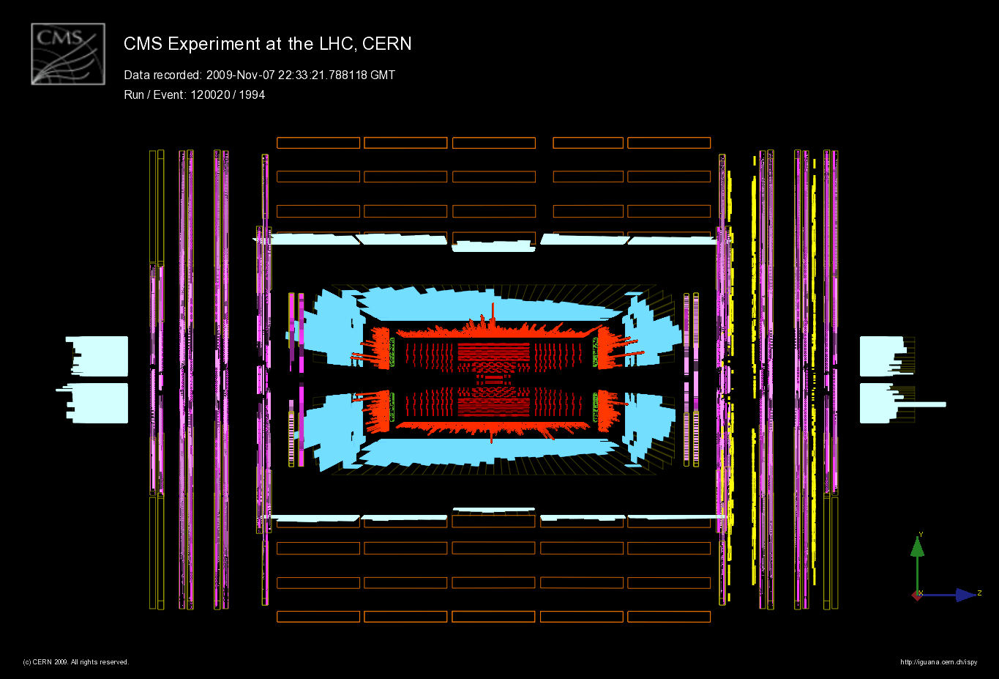 CMS
CMS Experiment at the LHC, CERN
Data recorded: 2009-Nov-07 22:33:21.788118 GMT
Run / Event: 120020 / 1994
Y
X
Z
(c) CERN 2009. All rights reserved.
http://iguana.cern.ch/ispy